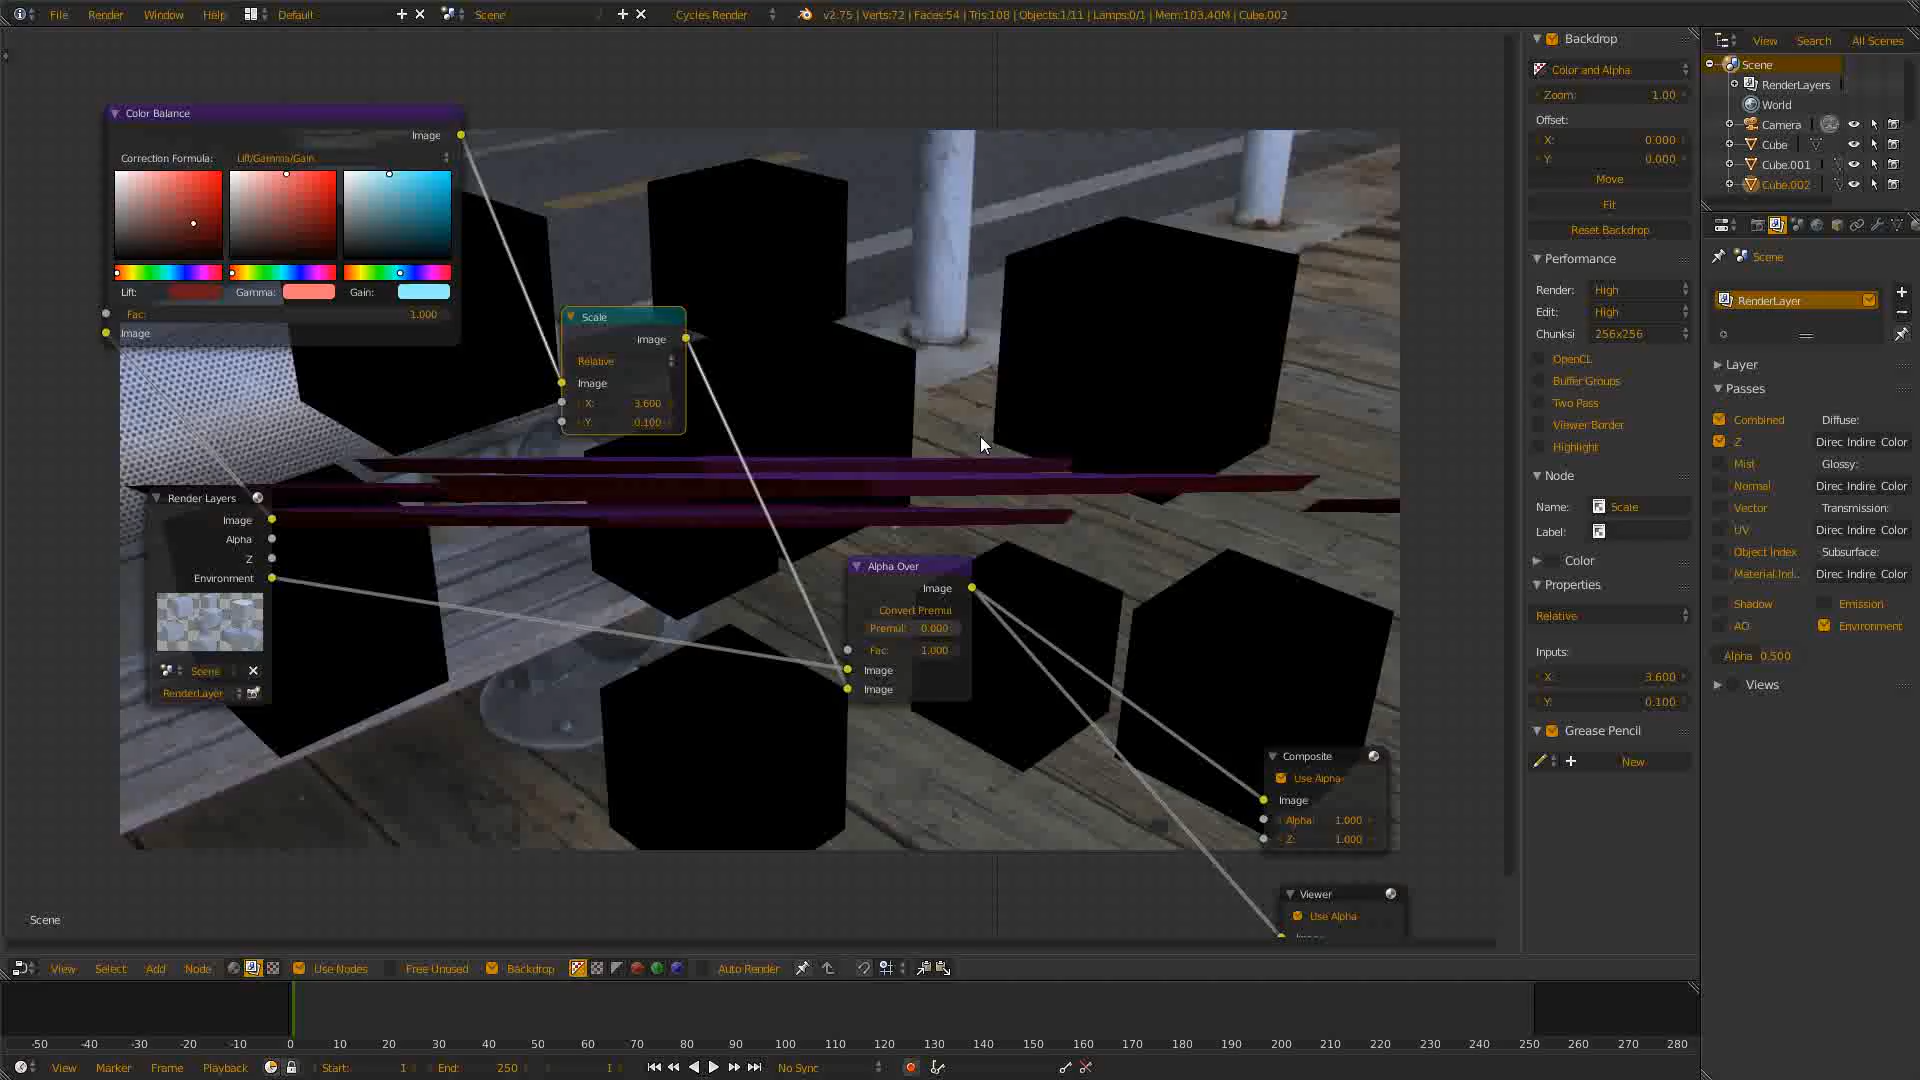 File Render Window Help Default Scene Cycles Render v2.75 | Verts:72 | Faces:54 | Tris:108 | Objects:1/11 | Lamps:0/1 | Mem:103.40M | Cube.002
Color Balance
Image
Correction Formula: Lift/Gamma/Gain
Lift: Gamma: Gain:
Fac: 1.000
Image
Scale
Image
Relative
Image
X: 3.600
Y: 0.100
Render Layers
Image
Alpha
Z
Environment
Scene
RenderLayer
Alpha Over
Image
Convert Premul
Premul: 0.000
Fac: 1.000
Image
Image
Composite
Use Alpha
Image
Alpha: 1.000
Z: 1.000
Viewer
Use Alpha
Scene
Backdrop
Color and Alpha
Zoom: 1.00
Offset:
X: 0.000
Y: 0.000
Move
Fit
Reset Backdrop
Performance
Render: High
Edit: High
Chunksi 256x256
OpenCL
Buffer Groups
Two Pass
Viewer Border
Highlight
Node
Name: Scale
Label:
Color
Properties
Relative
Inputs:
X: 3.600
Y: 0.100
Grease Pencil
New
View Search All Scenes
Scene
RenderLayers
World
Camera
Cube
Cube.001
Cube.002
Scene
RenderLayer
Layer
Passes
Combined Diffuse:
Z Direc Indire Color
Mist Glossy:
Normal Direc Indire Color
Vector Transmission:
UV Direc Indire Color
Object Index Subsurface:
Material Ind.. Direc Indire Color
Shadow Emission
AO Environment
Alpha 0.500
Views
View Select Add Node Use Nodes Free Unused Backdrop Auto Render
-50 -40 -30 -20 -10 0 10 20 30 40 50 60 70 80 90 100 110 120 130 140 150 160 170 180 190 200 210 220 230 240 250 260 270 280
View Marker Frame Playback Start: 1 End: 250 1 No Sync